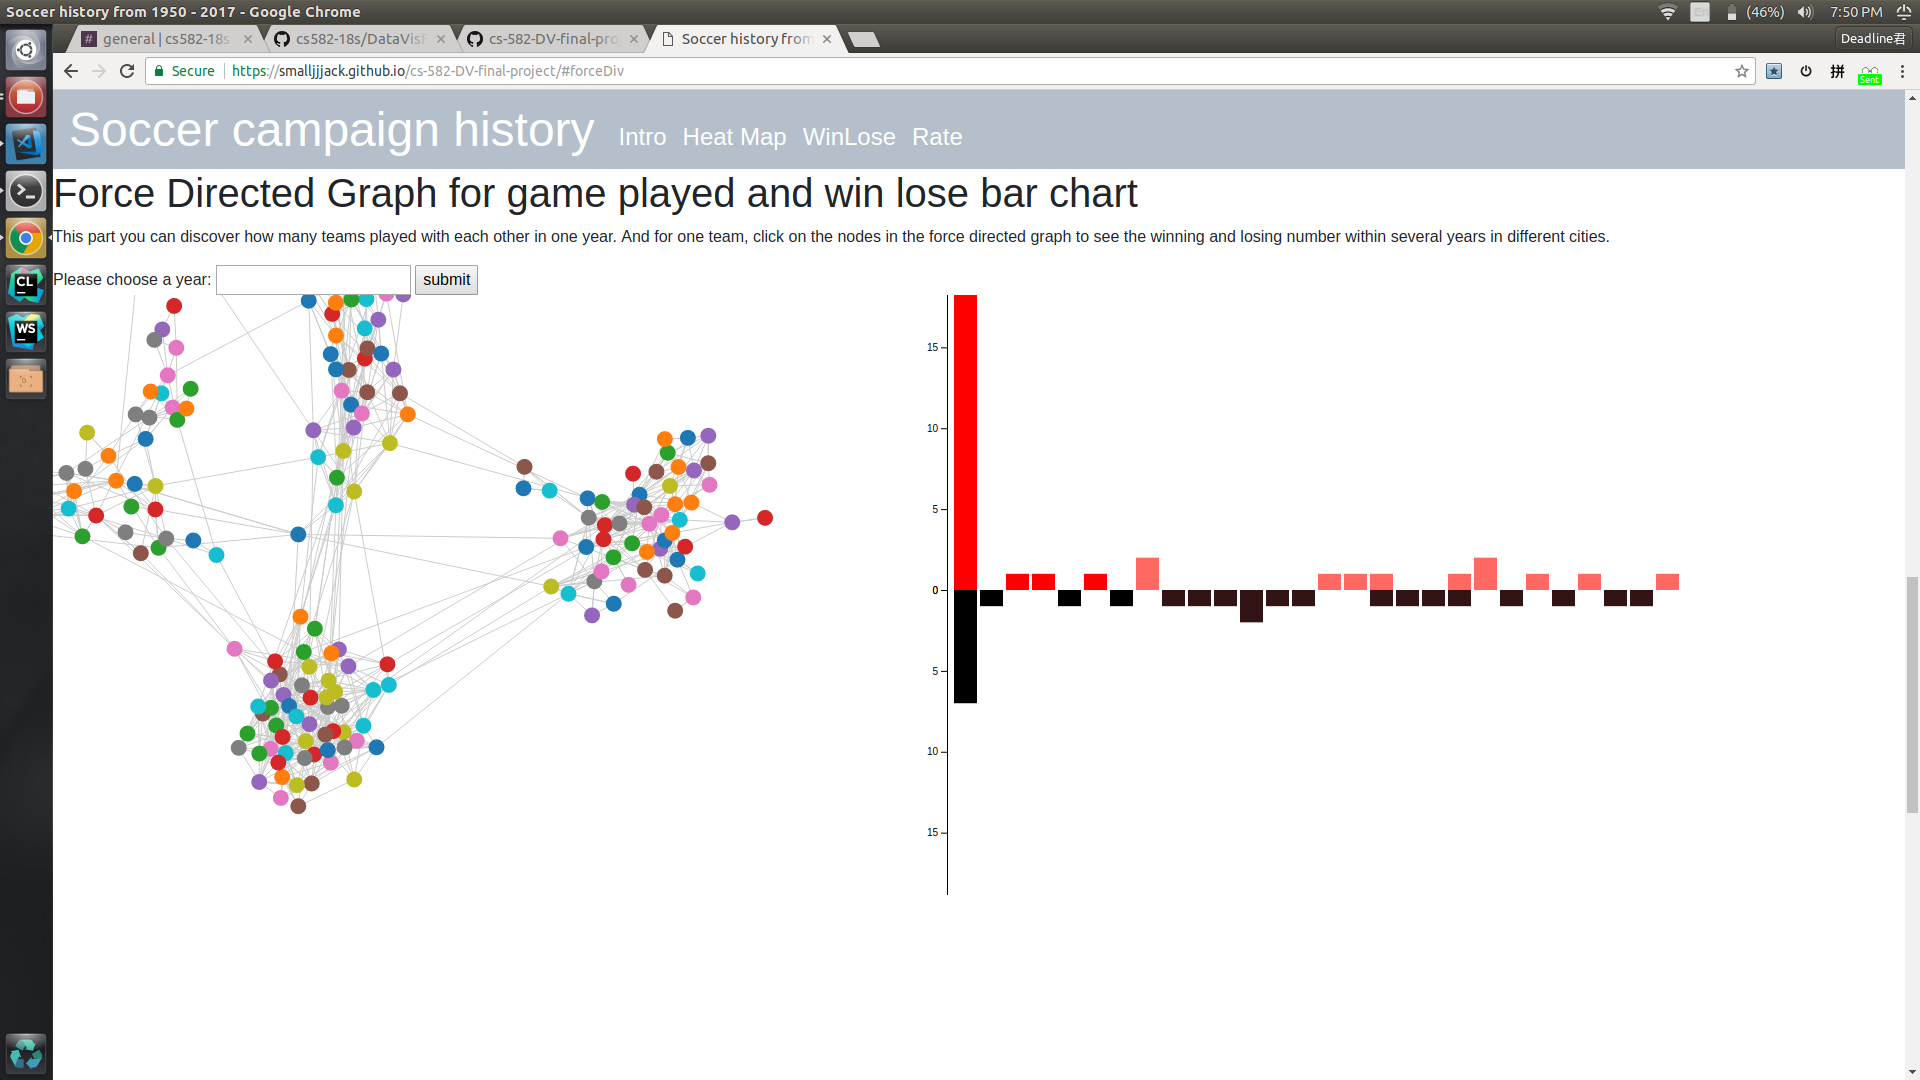 Soccer history from 1950 - 2017 - Google Chrome
En (46%) 7:50 PM
# general | cs582-18s
cs582-18s/DataVisF
cs-582-DV-final-pro
Soccer history from
Deadline君
Secure https://smalljjjack.github.io/cs-582-DV-final-project/#forceDiv
拼
Sent
Soccer campaign history Intro Heat Map WinLose Rate
Force Directed Graph for game played and win lose bar chart
This part you can discover how many teams played with each other in one year. And for one team, click on the nodes in the force directed graph to see the winning and losing number within several years in different cities.
Please choose a year: submit
15
10
5
0
5
10
15
CL
WS